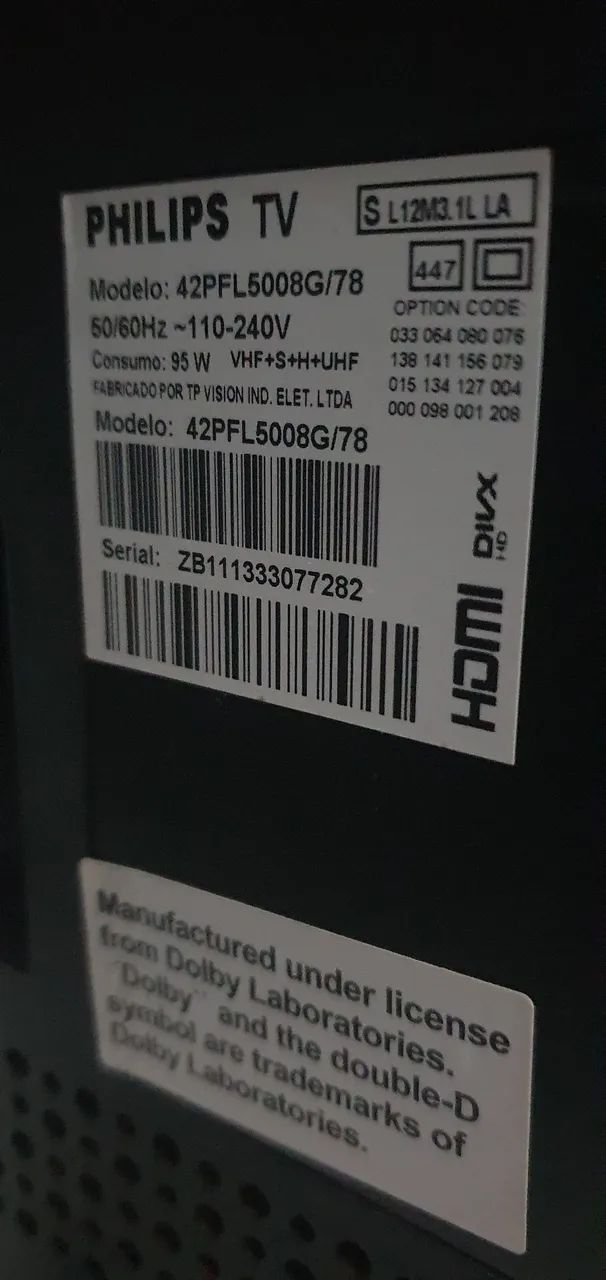 PHILIPS TV
S L12M3.1L LA
447
Modelo: 42PFL5008G/78
50/60Hz ~110-240V
Consumo: 95 W VHF+S+H+UHF
FABRICADO POR TP VISION IND. ELET. LTDA
OPTION CODE:
033 064 080 076
138 141 156 079
015 134 127 004
000 098 001 208
Modelo: 42PFL5008G/78
Serial: ZB111333077282
DIVX
HD
HDMI
Manufactured under license
from Dolby Laboratories.
"Dolby" and the double-D
symbol are trademarks of
Dolby Laboratories.